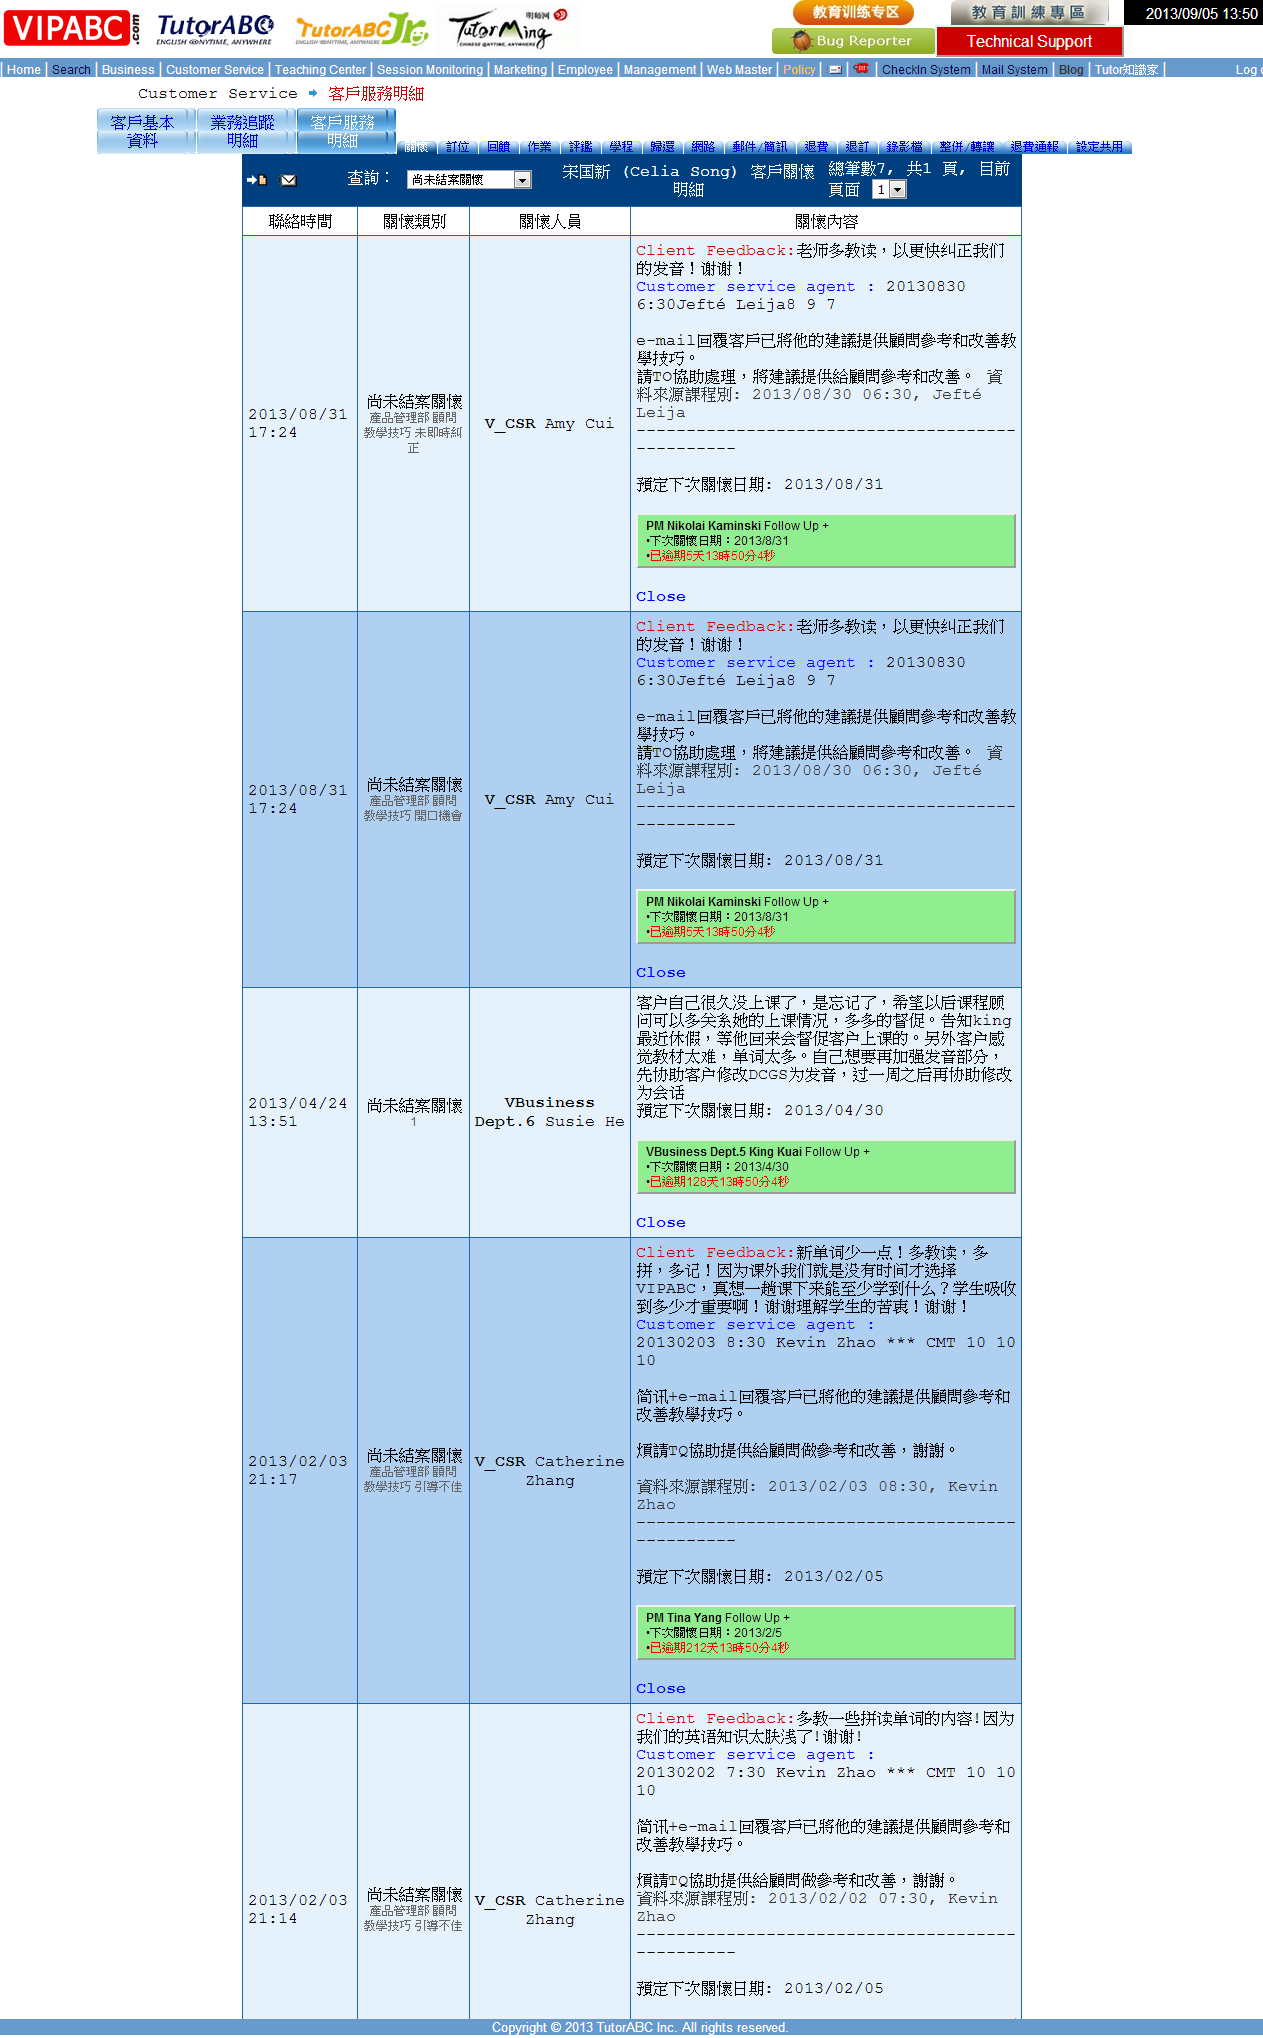 VIPABC.com
TutorABC
ENGLISH @NYTIME, ANYWHERE
TutorABCJr
ENGLISH @NYTIME, ANYWHERE
TutorMing 明師網
CHINESE @NYTIME, ANYWHERE
教育训练专区
教育訓練專區
2013/09/05 13:50
Bug Reporter
Technical Support
| Home | Search | Business | Customer Service | Teaching Center | Session Monitoring | Marketing | Employee | Management | Web Master | Policy | | | CheckIn System | Mail System | Blog | Tutor知識家 | Log
Customer Service 客戶服務明細
客戶基本
資料
業務追蹤
明細
客戶服務
明細
關懷 訂位 回饋 作業 評鑑 學程 歸還 網路 郵件/簡訊 退費 退訂 錄影檔 整併/轉讓 退費通報 設定共用
查詢： 尚未結案關懷
宋国新 (Celia Song) 客戶關懷
明細
總筆數7, 共1 頁, 目前
頁面 1
聯絡時間 關懷類別 關懷人員 關懷內容
2013/08/31
17:24
尚未結案關懷
產品管理部 顧問
教學技巧 未即時糾
正
V_CSR Amy Cui
Client Feedback:老师多教读，以更快纠正我们
的发音！谢谢！
Customer service agent : 20130830
6:30Jefté Leija8 9 7
e-mail回覆客戶已將他的建議提供顧問參考和改善教
學技巧。
請TO協助處理，將建議提供給顧問參考和改善。 資
料來源課程別: 2013/08/30 06:30, Jefté
Leija
--------------------------------------
----------
預定下次關懷日期: 2013/08/31
PM Nikolai Kaminski Follow Up +
•下次關懷日期：2013/8/31
•已逾期5天13時50分4秒
Close
2013/08/31
17:24
尚未結案關懷
產品管理部 顧問
教學技巧 開口機會
V_CSR Amy Cui
Client Feedback:老师多教读，以更快纠正我们
的发音！谢谢！
Customer service agent : 20130830
6:30Jefté Leija8 9 7
e-mail回覆客戶已將他的建議提供顧問參考和改善教
學技巧。
請TO協助處理，將建議提供給顧問參考和改善。 資
料來源課程別: 2013/08/30 06:30, Jefté
Leija
--------------------------------------
----------
預定下次關懷日期: 2013/08/31
PM Nikolai Kaminski Follow Up +
•下次關懷日期：2013/8/31
•已逾期5天13時50分4秒
Close
2013/04/24
13:51
尚未結案關懷
1
VBusiness
Dept.6 Susie He
客户自己很久没上课了，是忘记了，希望以后课程顾
问可以多关系她的上课情况，多多的督促。告知king
最近休假，等他回来会督促客户上课的。另外客户感
觉教材太难，单词太多。自己想要再加强发音部分，
先协助客户修改DCGS为发音，过一周之后再协助修改
为会话
預定下次關懷日期: 2013/04/30
VBusiness Dept.5 King Kuai Follow Up +
•下次關懷日期：2013/4/30
•已逾期128天13時50分4秒
Close
2013/02/03
21:17
尚未結案關懷
產品管理部 顧問
教學技巧 引導不佳
V_CSR Catherine
Zhang
Client Feedback:新单词少一点！多教读，多
拼，多记！因为课外我们就是没有时间才选择
VIPABC，真想一趟课下来能至少学到什么？学生吸收
到多少才重要啊！谢谢理解学生的苦衷！谢谢！
Customer service agent :
20130203 8:30 Kevin Zhao *** CMT 10 10
10
简讯+e-mail回覆客戶已將他的建議提供顧問參考和
改善教學技巧。
煩請TQ協助提供給顧問做參考和改善，謝謝。
資料來源課程別: 2013/02/03 08:30, Kevin
Zhao
--------------------------------------
----------
預定下次關懷日期: 2013/02/05
PM Tina Yang Follow Up +
•下次關懷日期：2013/2/5
•已逾期212天13時50分4秒
Close
2013/02/03
21:14
尚未結案關懷
產品管理部 顧問
教學技巧 引導不佳
V_CSR Catherine
Zhang
Client Feedback:多教一些拼读单词的内容!因为
我们的英语知识太肤浅了!谢谢!
Customer service agent :
20130202 7:30 Kevin Zhao *** CMT 10 10
10
简讯+e-mail回覆客戶已將他的建議提供顧問參考和
改善教學技巧。
煩請TQ協助提供給顧問做參考和改善，謝謝。
資料來源課程別: 2013/02/02 07:30, Kevin
Zhao
--------------------------------------
----------
預定下次關懷日期: 2013/02/05
Copyright © 2013 TutorABC Inc. All rights reserved.